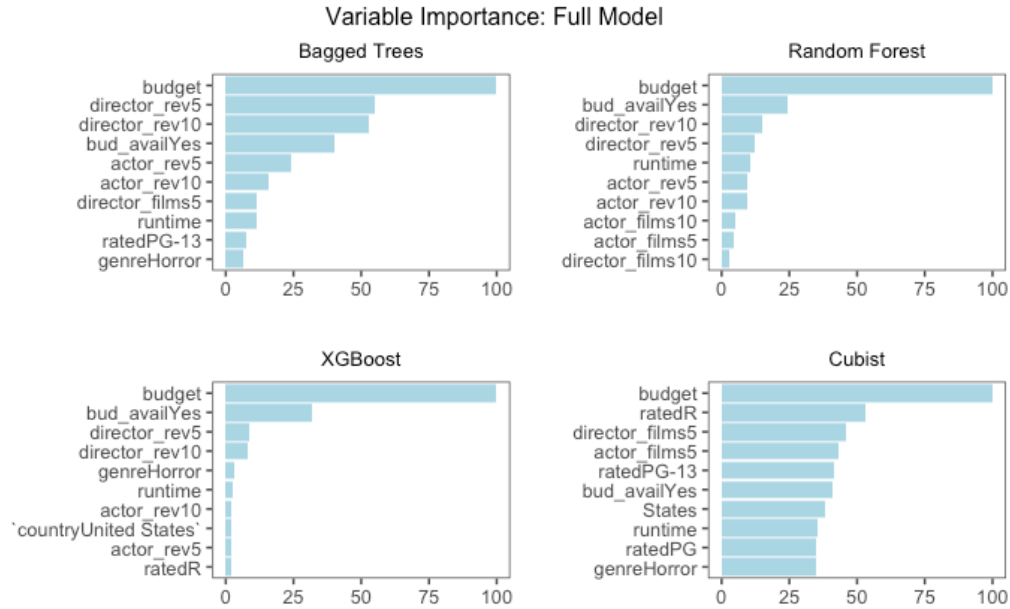 Variable Importance: Full Model
Bagged Trees
budget
director_rev5
director_rev10
bud_availYes
actor_rev5
actor_rev10
director_films5
runtime
ratedPG-13
genreHorror
0 25 50 75 100
Random Forest
budget
bud_availYes
director_rev10
director_rev5
runtime
actor_rev5
actor_rev10
actor_films10
actor_films5
director_films10
0 25 50 75 100
XGBoost
budget
bud_availYes
director_rev5
director_rev10
genreHorror
runtime
actor_rev10
`countryUnited States`
actor_rev5
ratedR
0 25 50 75 100
Cubist
budget
ratedR
director_films5
actor_films5
ratedPG-13
bud_availYes
States
runtime
ratedPG
genreHorror
0 25 50 75 100